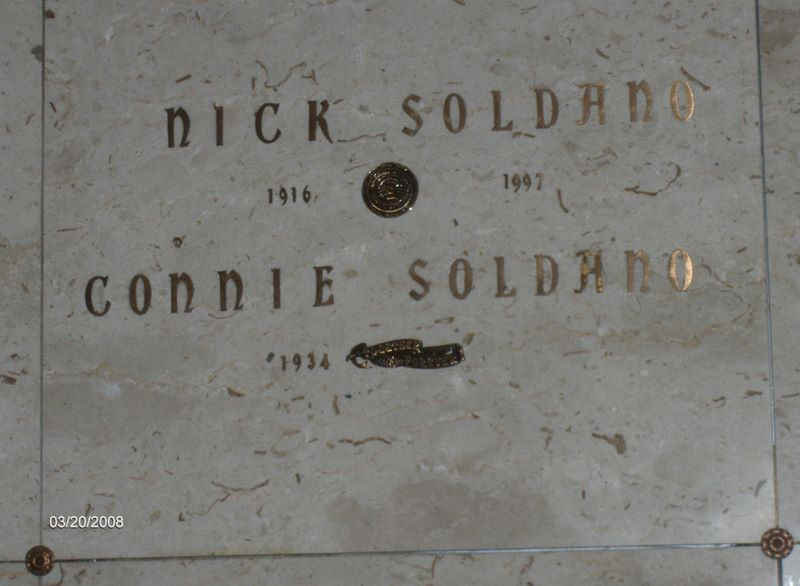 NICK SOLDANO
1916 1997
CONNIE SOLDANO
1934
03/20/2008